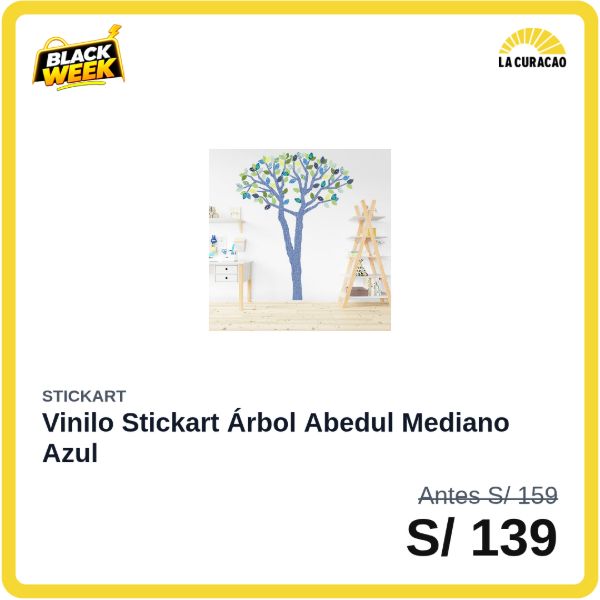 BLACK
WEEK
LA CURACAO
STICKART
Vinilo Stickart Árbol Abedul Mediano
Azul
Antes S/ 159
S/ 139